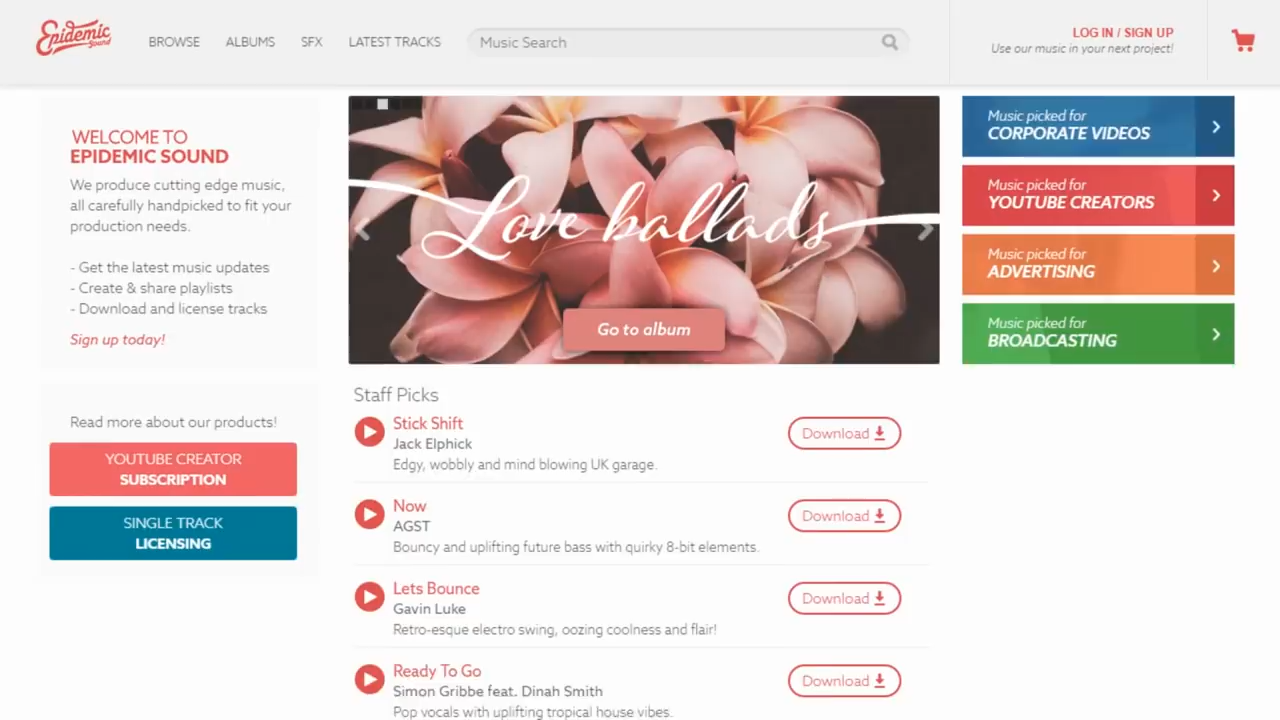 Epidemic
Sound
BROWSE
ALBUMS
SFX
LATEST TRACKS
Music Search
LOG IN / SIGN UP
Use our music in your next project!
WELCOME TO
EPIDEMIC SOUND
We produce cutting edge music,
all carefully handpicked to fit your
production needs.
- Get the latest music updates
- Create & share playlists
- Download and license tracks
Sign up today!
Read more about our products!
YOUTUBE CREATOR
SUBSCRIPTION
SINGLE TRACK
LICENSING
Love ballads
Go to album
Staff Picks
Stick Shift
Jack Elphick
Edgy, wobbly and mind blowing UK garage.
Download
Now
AGST
Bouncy and uplifting future bass with quirky 8-bit elements.
Download
Lets Bounce
Gavin Luke
Retro-esque electro swing, oozing coolness and flair!
Download
Ready To Go
Simon Gribbe feat. Dinah Smith
Pop vocals with uplifting tropical house vibes.
Download
Music picked for
CORPORATE VIDEOS
Music picked for
YOUTUBE CREATORS
Music picked for
ADVERTISING
Music picked for
BROADCASTING